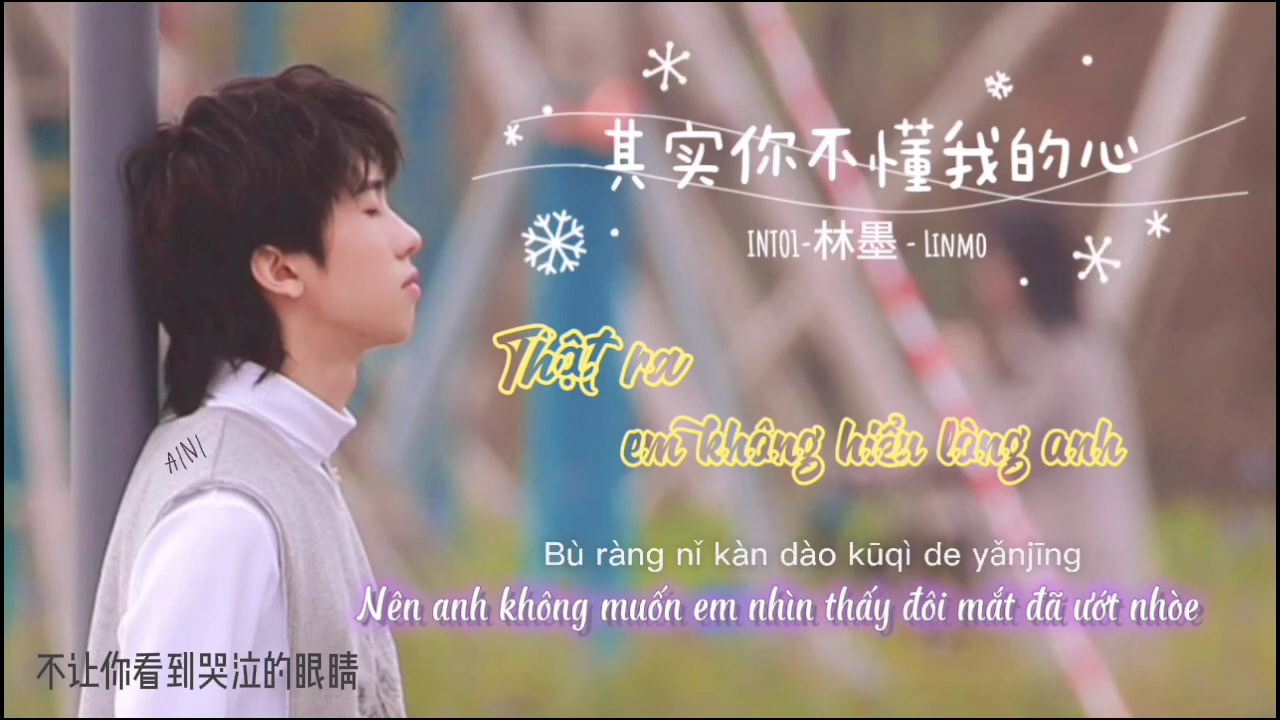 其实你不懂我的心
INTO1-林墨 - LINMO
Thật ra
em không hiểu lòng anh
AINI
Bù ràng nǐ kàn dào kūqì de yǎnjīng
Nên anh không muốn em nhìn thấy đôi mắt đã ướt nhòe
不让你看到哭泣的眼睛